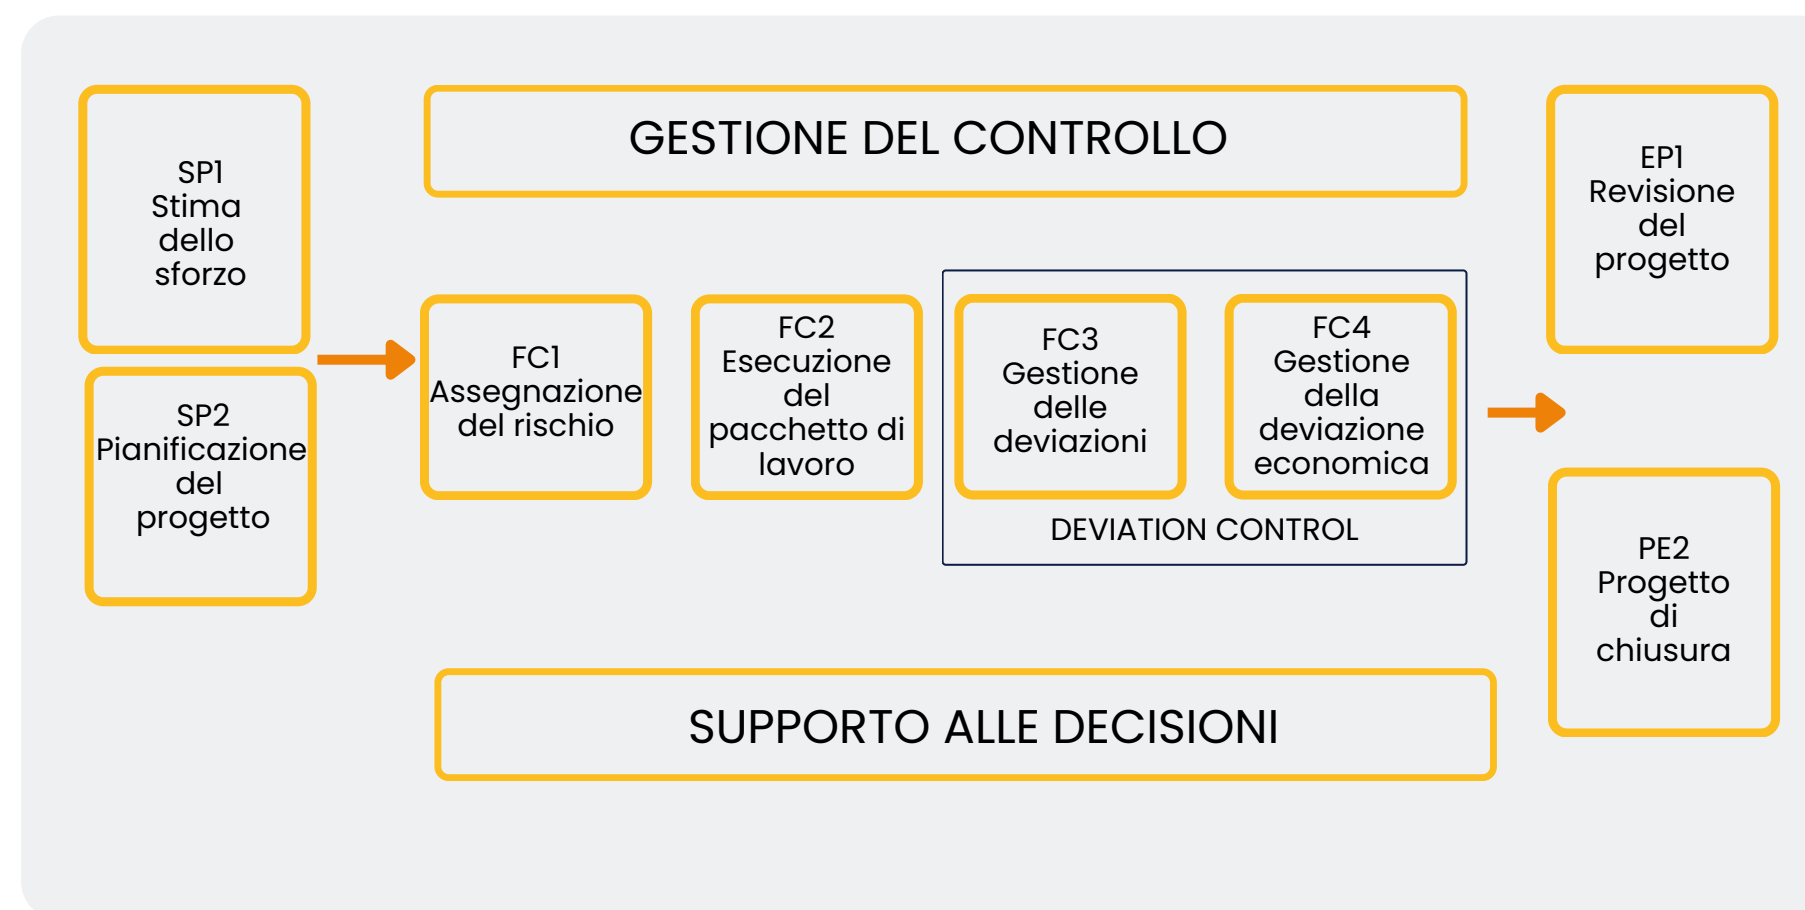 SP1
Stima
dello
sforzo
SP2
Pianificazione
del
progetto
GESTIONE DEL CONTROLLO
FC1
Assegnazione
del rischio
FC2
Esecuzione
del
pacchetto di
lavoro
FC3
Gestione
delle
deviazioni
FC4
Gestione
della
deviazione
economica
DEVIATION CONTROL
SUPPORTO ALLE DECISIONI
EP1
Revisione
del
progetto
PE2
Progetto
di
chiusura